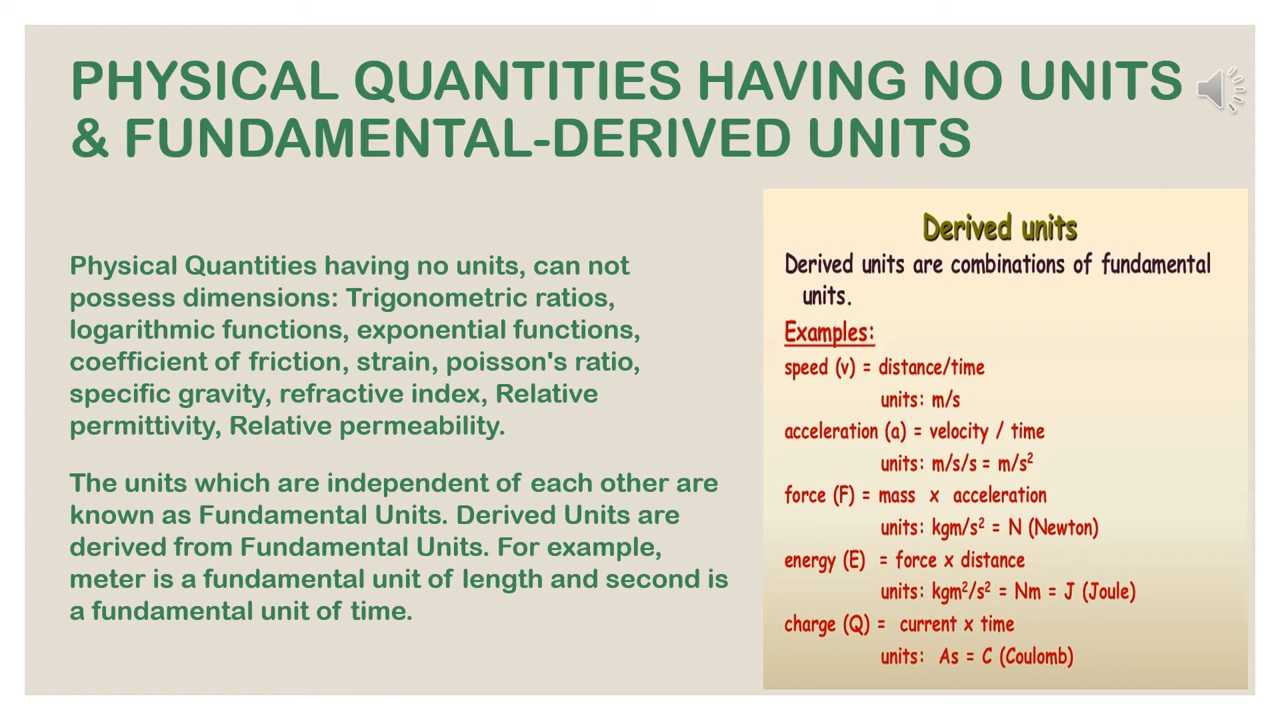 PHYSICAL QUANTITIES HAVING NO UNITS
& FUNDAMENTAL-DERIVED UNITS
Physical Quantities having no units, can not
possess dimensions: Trigonometric ratios,
logarithmic functions, exponential functions,
coefficient of friction, strain, poisson's ratio,
specific gravity, refractive index, Relative
permittivity, Relative permeability.
The units which are independent of each other are
known as Fundamental Units. Derived Units are
derived from Fundamental Units. For example,
meter is a fundamental unit of length and second is
a fundamental unit of time.
Derived units
Derived units are combinations of fundamental
units.
Examples:
speed (v) = distance/time
units: m/s
acceleration (a) = velocity / time
units: m/s/s = m/s²
force (F) = mass x acceleration
units: kgm/s² = N (Newton)
energy (E) = force x distance
units: kgm²/s² = Nm = J (Joule)
charge (Q) = current x time
units: As = C (Coulomb)